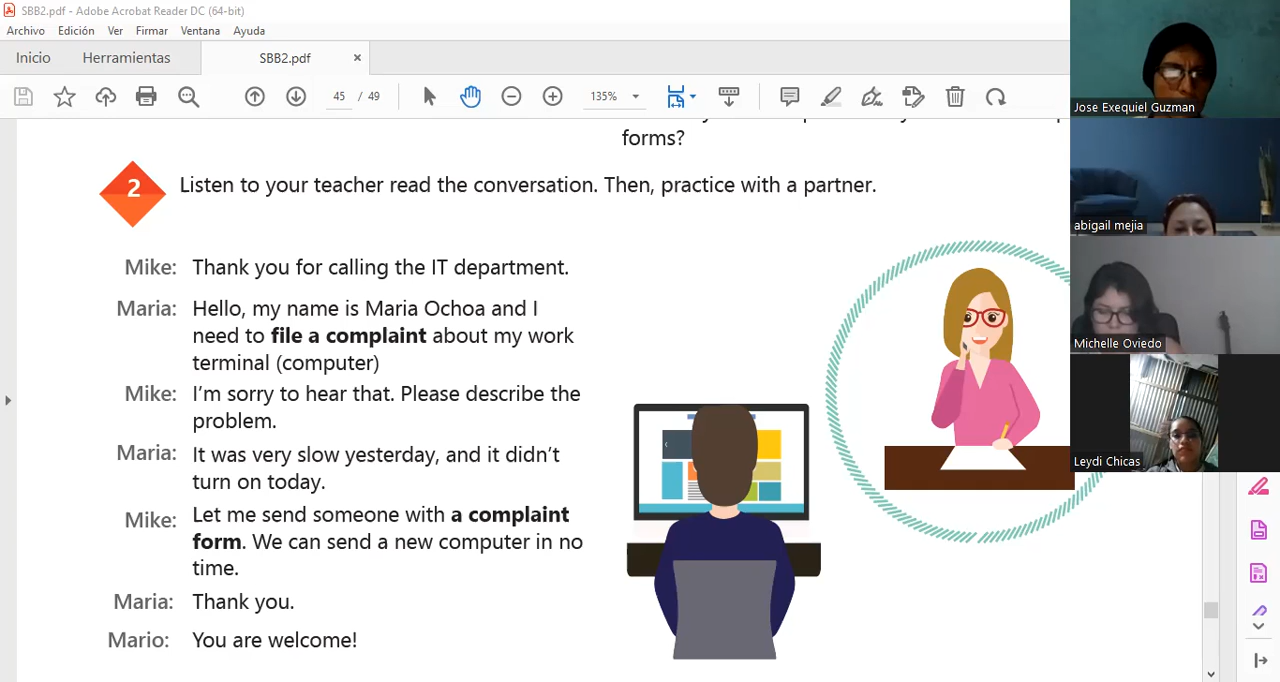 SBB2.pdf - Adobe Acrobat Reader DC (64-bit)
Archivo Edición Ver Firmar Ventana Ayuda
Inicio Herramientas SBB2.pdf ×
45 / 49 135%
forms?
2 Listen to your teacher read the conversation. Then, practice with a partner.
Mike: Thank you for calling the IT department.
Maria: Hello, my name is Maria Ochoa and I
need to file a complaint about my work
terminal (computer)
Mike: I'm sorry to hear that. Please describe the
problem.
Maria: It was very slow yesterday, and it didn't
turn on today.
Mike: Let me send someone with a complaint
form. We can send a new computer in no
time.
Maria: Thank you.
Mario: You are welcome!
Jose Exequiel Guzman
abigail mejia
Michelle Oviedo
Leydi Chicas